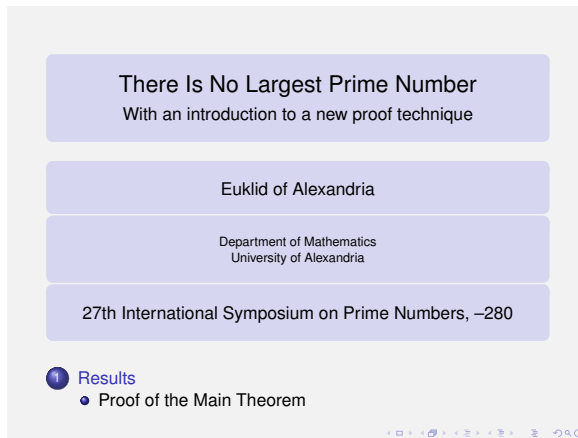 There Is No Largest Prime Number
With an introduction to a new proof technique
Euklid of Alexandria
Department of Mathematics
University of Alexandria
27th International Symposium on Prime Numbers, –280
1 Results
Proof of the Main Theorem